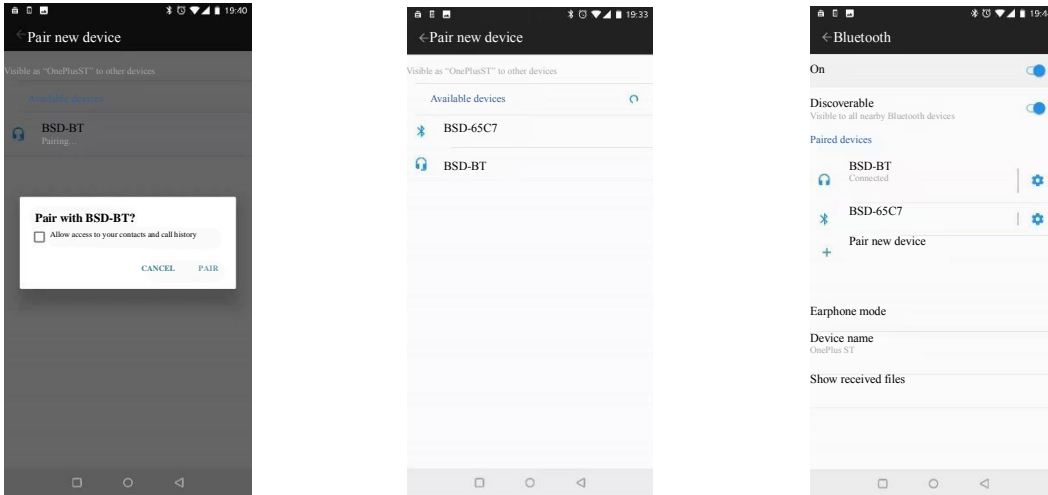 19:40
Pair new device
Visible as “OnePlusST” to other devices
Available devices
BSD-BT
Pairing...
Pair with BSD-BT?
Allow access to your contacts and call history
CANCEL PAIR
19:33
Pair new device
Visible as “OnePlusST” to other devices
Available devices
BSD-65C7
BSD-BT
Bluetooth
On
Discoverable
Visible to all nearby Bluetooth devices
Paired devices
BSD-BT
Connected
BSD-65C7
Pair new device
Earphone mode
Device name
OnePlus ST
Show received files